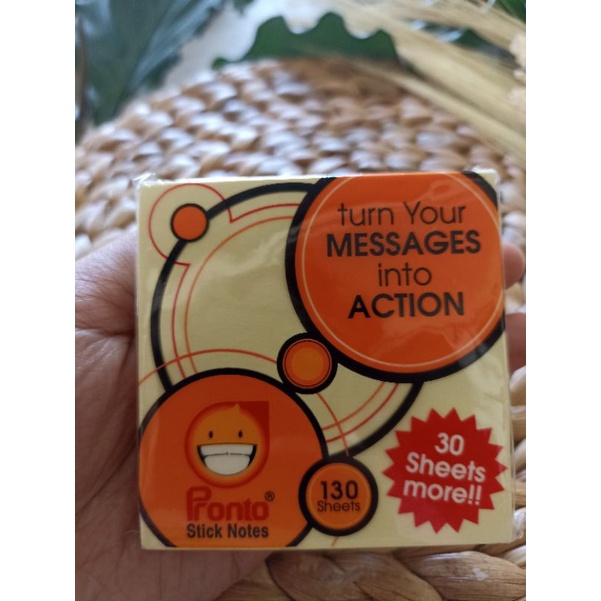 turn Your
MESSAGES
into
ACTION
30
Sheets
more!!
130
Sheets
Pronto®
Stick Notes